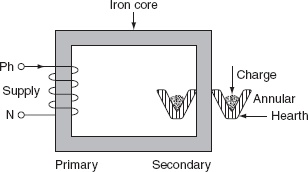 Iron core
Ph
Supply
N
Charge
Annular
Hearth
Primary
Secondary